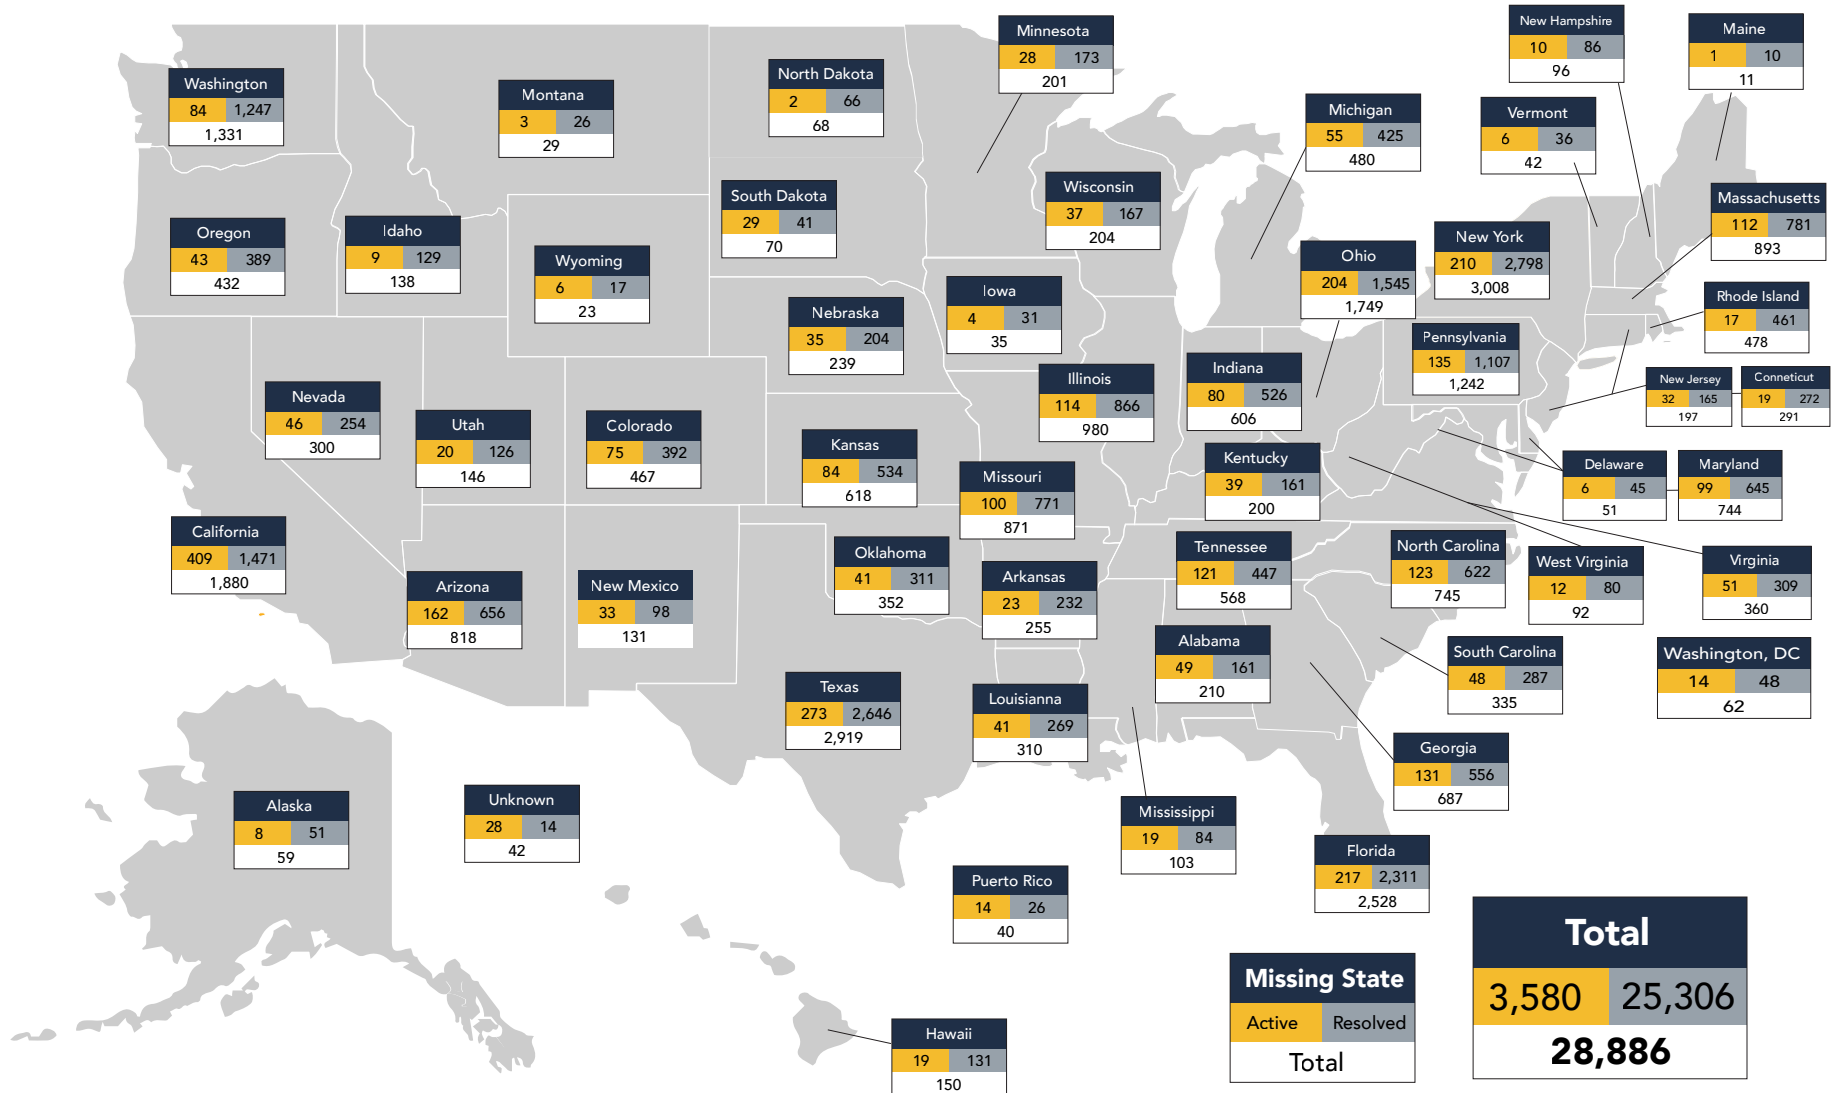 Washington
84 1,247
1,331
Montana
3 26
29
North Dakota
2 66
68
Minnesota
28 173
201
New Hampshire
10 86
96
Maine
1 10
11
Michigan
55 425
480
Vermont
6 36
42
Oregon
43 389
432
Idaho
9 129
138
Wyoming
6 17
23
South Dakota
29 41
70
Wisconsin
37 167
204
Massachusetts
112 781
893
New York
210 2,798
3,008
Ohio
204 1,545
1,749
Iowa
4 31
35
Nebraska
35 204
239
Rhode Island
17 461
478
Pennsylvania
135 1,107
1,242
Indiana
80 526
606
Illinois
114 866
980
New Jersey
32 165
197
Conneticut
19 272
291
Nevada
46 254
300
Utah
20 126
146
Colorado
75 392
467
Kansas
84 534
618
Missouri
100 771
871
Kentucky
39 161
200
Delaware
6 45
51
Maryland
99 645
744
California
409 1,471
1,880
Arizona
162 656
818
New Mexico
33 98
131
Oklahoma
41 311
352
Arkansas
23 232
255
Tennessee
121 447
568
North Carolina
123 622
745
West Virginia
12 80
92
Virginia
51 309
360
Alabama
49 161
210
South Carolina
48 287
335
Washington, DC
14 48
62
Texas
273 2,646
2,919
Louisianna
41 269
310
Georgia
131 556
687
Alaska
8 51
59
Unknown
28 14
42
Mississippi
19 84
103
Florida
217 2,311
2,528
Puerto Rico
14 26
40
Hawaii
19 131
150
Missing State
Active Resolved
Total
Total
3,580 25,306
28,886